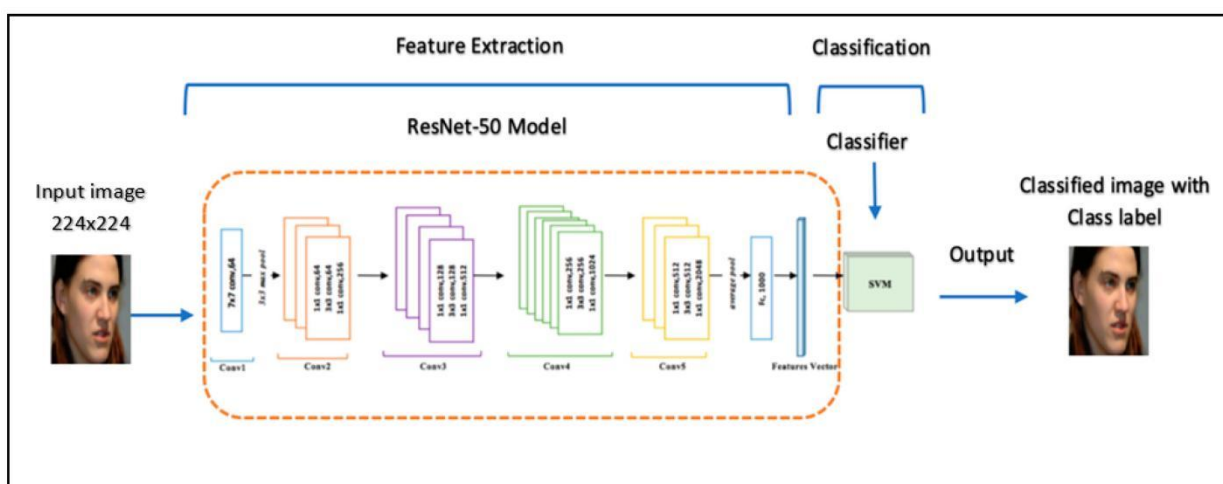 Feature Extraction
Classification
ResNet-50 Model
Classifier
Input image
224x224
Classified image with
Class label
7x7 conv,64
3x3 max pool
1x1 conv,64
3x3 conv,64
1x1 conv,256
1x1 conv,128
3x3 conv,128
1x1 conv,512
1x1 conv,256
3x3 conv,256
1x1 conv,1024
1x1 conv,512
3x3 conv,512
1x1 conv,2048
average pool
fc, 1000
SVM
Output
Conv1
Conv2
Conv3
Conv4
Conv5
Features Vector